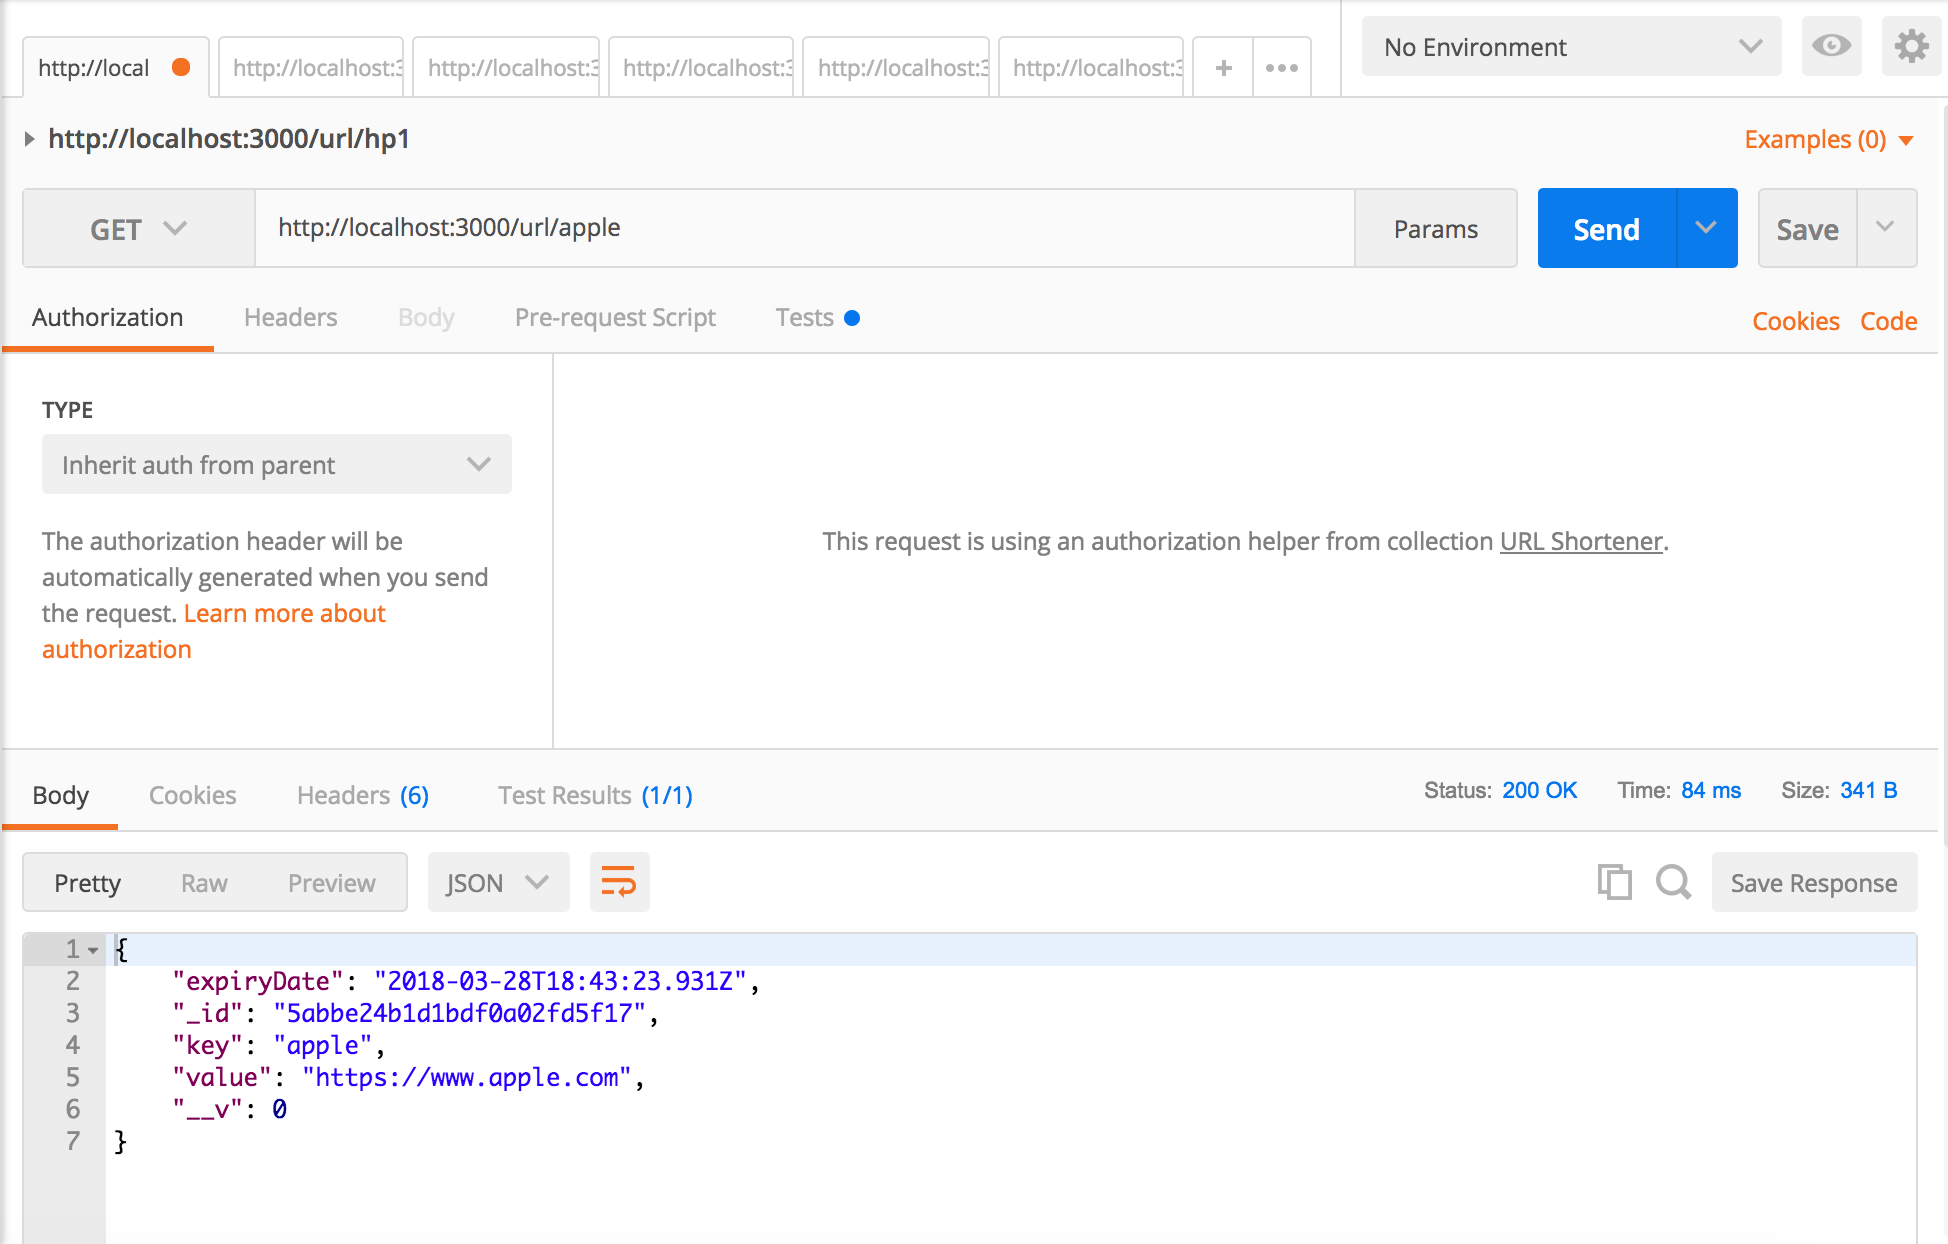 http://local
http://localhost:3
http://localhost:3
http://localhost:3
http://localhost:3
http://localhost:3
+
•••
No Environment
http://localhost:3000/url/hp1
Examples (0)
GET
http://localhost:3000/url/apple
Params
Send
Save
Authorization
Headers
Body
Pre-request Script
Tests
Cookies
Code
TYPE
Inherit auth from parent
The authorization header will be
automatically generated when you send
the request. Learn more about
authorization
This request is using an authorization helper from collection URL Shortener.
Body
Cookies
Headers (6)
Test Results (1/1)
Status: 200 OK
Time: 84 ms
Size: 341 B
Pretty
Raw
Preview
JSON
Save Response
1 {
2 "expiryDate": "2018-03-28T18:43:23.931Z",
3 "_id": "5abbe24b1d1bdf0a02fd5f17",
4 "key": "apple",
5 "value": "https://www.apple.com",
6 "__v": 0
7 }